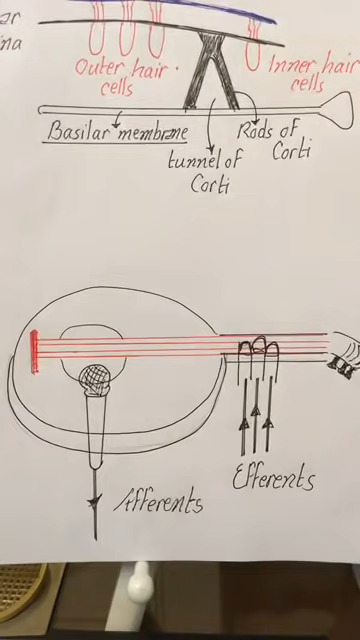 Outer hair
cells
Inner hair
cells
Basilar membrane
Rods of
Corti
tunnel of
Corti
Afferents
Efferents